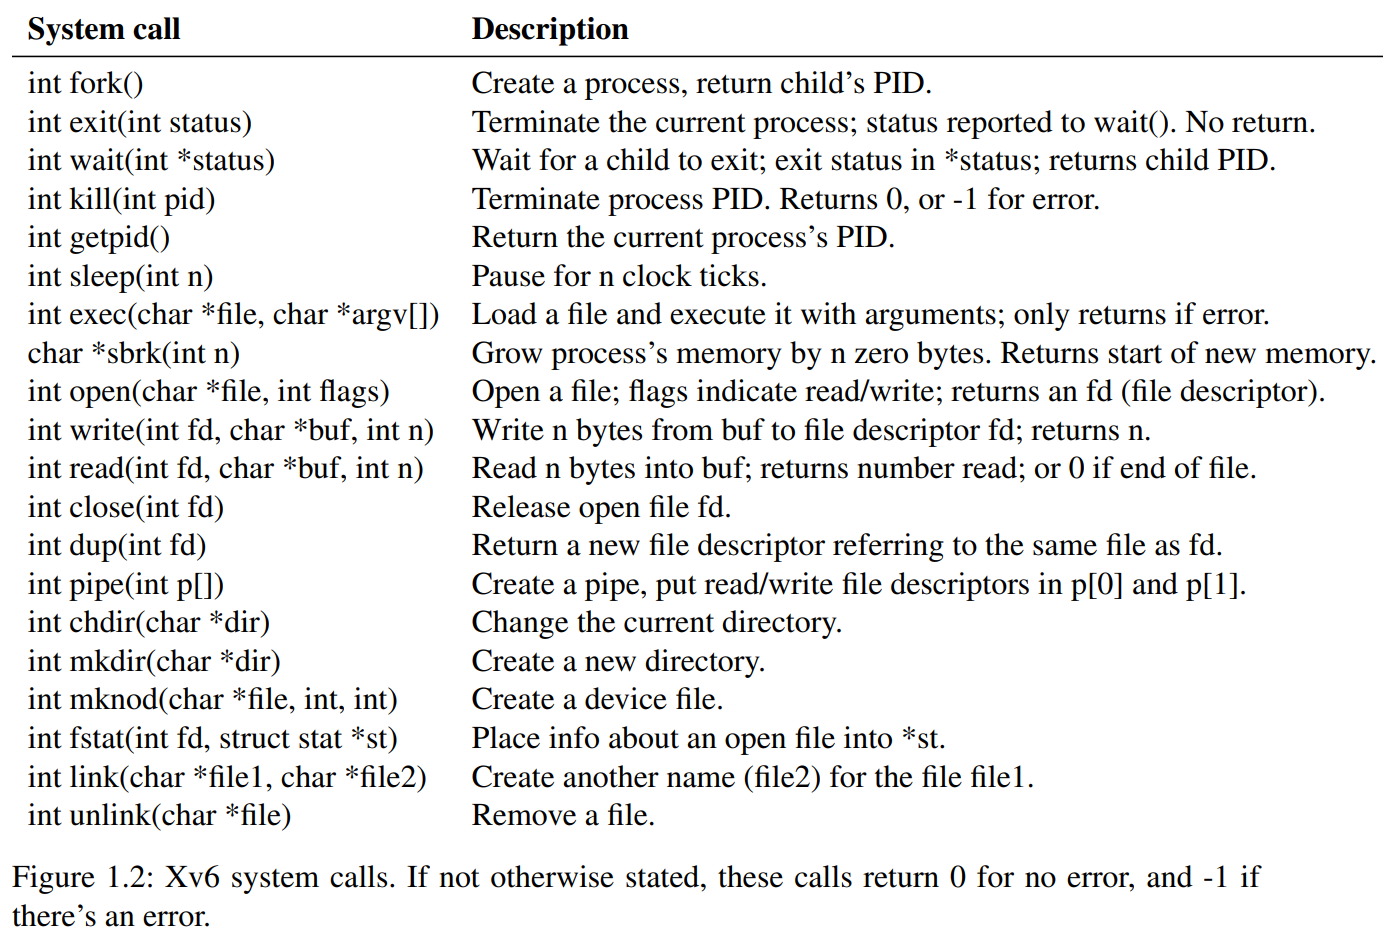 System call Description
int fork() Create a process, return child’s PID.
int exit(int status) Terminate the current process; status reported to wait(). No return.
int wait(int *status) Wait for a child to exit; exit status in *status; returns child PID.
int kill(int pid) Terminate process PID. Returns 0, or -1 for error.
int getpid() Return the current process’s PID.
int sleep(int n) Pause for n clock ticks.
int exec(char *file, char *argv[]) Load a file and execute it with arguments; only returns if error.
char *sbrk(int n) Grow process’s memory by n zero bytes. Returns start of new memory.
int open(char *file, int flags) Open a file; flags indicate read/write; returns an fd (file descriptor).
int write(int fd, char *buf, int n) Write n bytes from buf to file descriptor fd; returns n.
int read(int fd, char *buf, int n) Read n bytes into buf; returns number read; or 0 if end of file.
int close(int fd) Release open file fd.
int dup(int fd) Return a new file descriptor referring to the same file as fd.
int pipe(int p[]) Create a pipe, put read/write file descriptors in p[0] and p[1].
int chdir(char *dir) Change the current directory.
int mkdir(char *dir) Create a new directory.
int mknod(char *file, int, int) Create a device file.
int fstat(int fd, struct stat *st) Place info about an open file into *st.
int link(char *file1, char *file2) Create another name (file2) for the file file1.
int unlink(char *file) Remove a file.
Figure 1.2: Xv6 system calls. If not otherwise stated, these calls return 0 for no error, and -1 if
there’s an error.